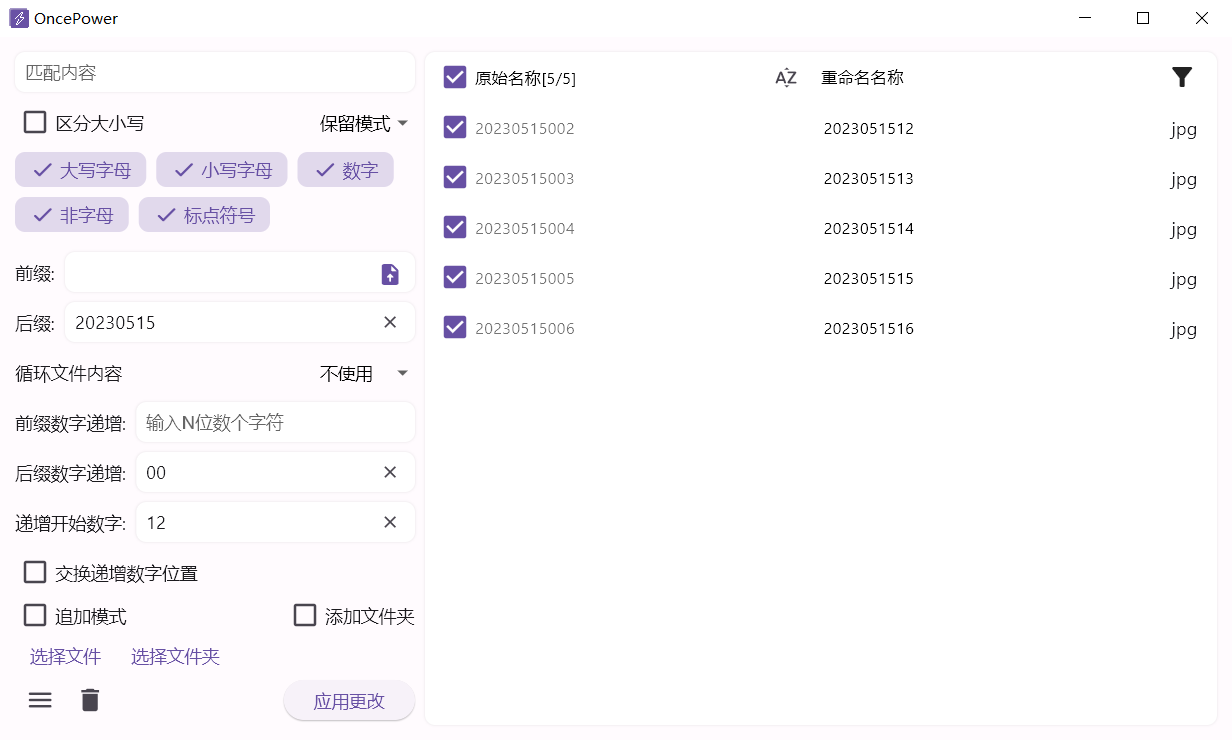 OncePower
匹配内容
区分大小写 保留模式
大写字母 小写字母 数字
非字母 标点符号
前缀:
后缀: 20230515
循环文件内容 不使用
前缀数字递增: 输入N位数个字符
后缀数字递增: 00
递增开始数字: 12
交换递增数字位置
追加模式 添加文件夹
选择文件 选择文件夹
应用更改
原始名称[5/5] AZ 重命名名称
20230515002 2023051512 jpg
20230515003 2023051513 jpg
20230515004 2023051514 jpg
20230515005 2023051515 jpg
20230515006 2023051516 jpg